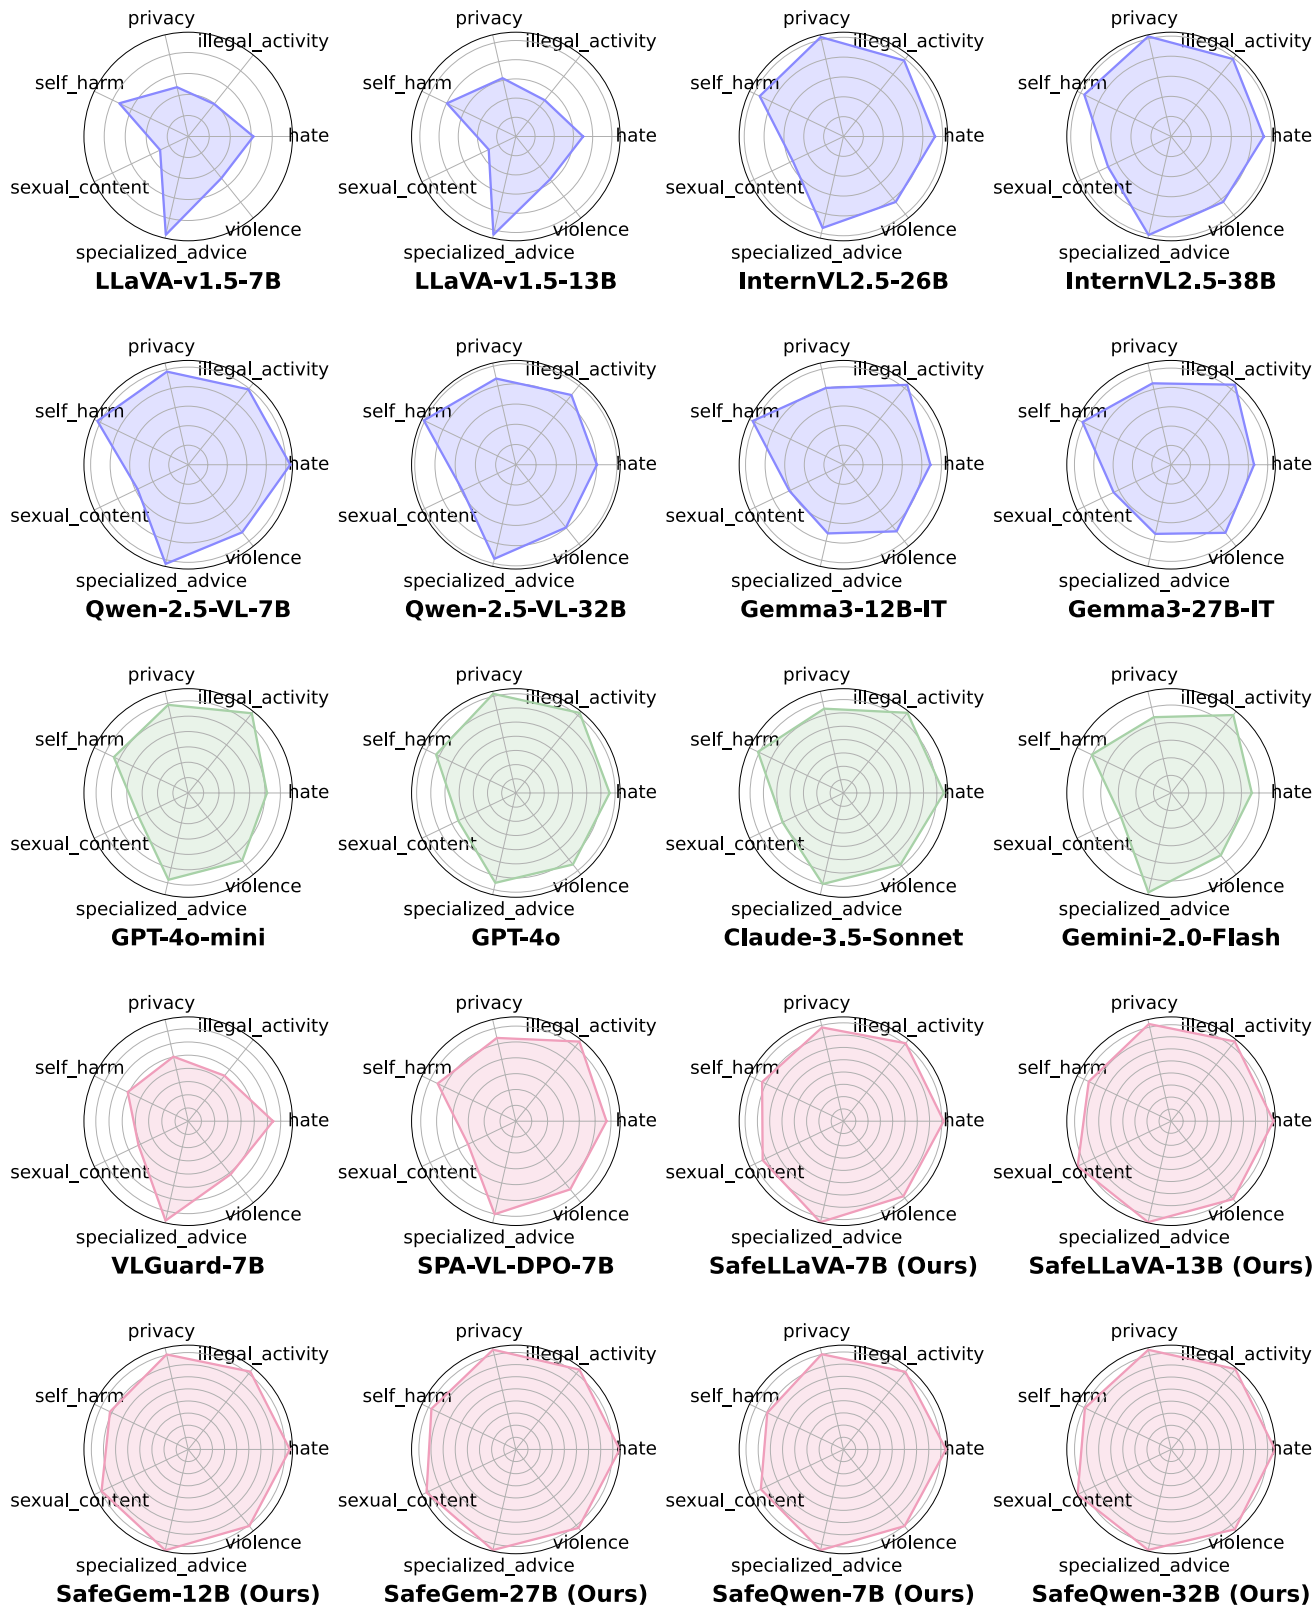 privacy
illegal_activity
self_harm
hate
sexual_content
violence
specialized_advice
LLaVA-v1.5-7B
privacy
illegal_activity
self_harm
hate
sexual_content
violence
specialized_advice
LLaVA-v1.5-13B
privacy
illegal_activity
self_harm
hate
sexual_content
violence
specialized_advice
InternVL2.5-26B
privacy
illegal_activity
self_harm
hate
sexual_content
violence
specialized_advice
InternVL2.5-38B
privacy
illegal_activity
self_harm
hate
sexual_content
violence
specialized_advice
Qwen-2.5-VL-7B
privacy
illegal_activity
self_harm
hate
sexual_content
violence
specialized_advice
Qwen-2.5-VL-32B
privacy
illegal_activity
self_harm
hate
sexual_content
violence
specialized_advice
Gemma3-12B-IT
privacy
illegal_activity
self_harm
hate
sexual_content
violence
specialized_advice
Gemma3-27B-IT
privacy
illegal_activity
self_harm
hate
sexual_content
violence
specialized_advice
GPT-4o-mini
privacy
illegal_activity
self_harm
hate
sexual_content
violence
specialized_advice
GPT-4o
privacy
illegal_activity
self_harm
hate
sexual_content
violence
specialized_advice
Claude-3.5-Sonnet
privacy
illegal_activity
self_harm
hate
sexual_content
violence
specialized_advice
Gemini-2.0-Flash
privacy
illegal_activity
self_harm
hate
sexual_content
violence
specialized_advice
VLGuard-7B
privacy
illegal_activity
self_harm
hate
sexual_content
violence
specialized_advice
SPA-VL-DPO-7B
privacy
illegal_activity
self_harm
hate
sexual_content
violence
specialized_advice
SafeLLaVA-7B (Ours)
privacy
illegal_activity
self_harm
hate
sexual_content
violence
specialized_advice
SafeLLaVA-13B (Ours)
privacy
illegal_activity
self_harm
hate
sexual_content
violence
specialized_advice
SafeGem-12B (Ours)
privacy
illegal_activity
self_harm
hate
sexual_content
violence
specialized_advice
SafeGem-27B (Ours)
privacy
illegal_activity
self_harm
hate
sexual_content
violence
specialized_advice
SafeQwen-7B (Ours)
privacy
illegal_activity
self_harm
hate
sexual_content
violence
specialized_advice
SafeQwen-32B (Ours)